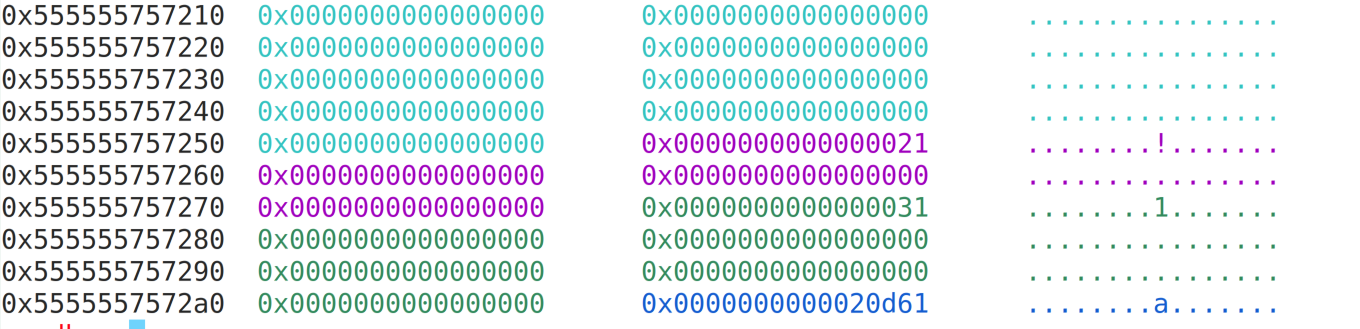 0x555555757210 0x0000000000000000 0x0000000000000000 ................
0x555555757220 0x0000000000000000 0x0000000000000000 ................
0x555555757230 0x0000000000000000 0x0000000000000000 ................
0x555555757240 0x0000000000000000 0x0000000000000000 ................
0x555555757250 0x0000000000000000 0x0000000000000021 ........!.......
0x555555757260 0x0000000000000000 0x0000000000000000 ................
0x555555757270 0x0000000000000000 0x0000000000000031 ........1.......
0x555555757280 0x0000000000000000 0x0000000000000000 ................
0x555555757290 0x0000000000000000 0x0000000000000000 ................
0x5555557572a0 0x0000000000000000 0x0000000000020d61 ........a.......